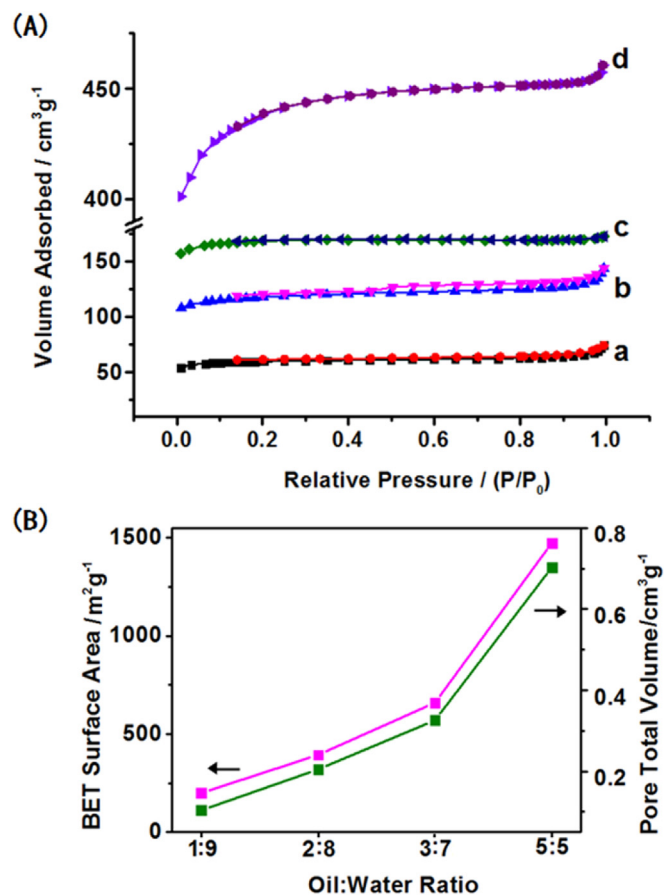 (A)
Volume Adsorbed / cm³g⁻¹
450
400
150
100
50
d
c
b
a
0.0 0.2 0.4 0.6 0.8 1.0
Relative Pressure / (P/P₀)
(B)
BET Surface Area /m²g⁻¹
1500
1000
500
0
0.8
0.6
0.4
0.2
Pore Total Volume/cm³g⁻¹
1:9 2:8 3:7 5:5
Oil:Water Ratio